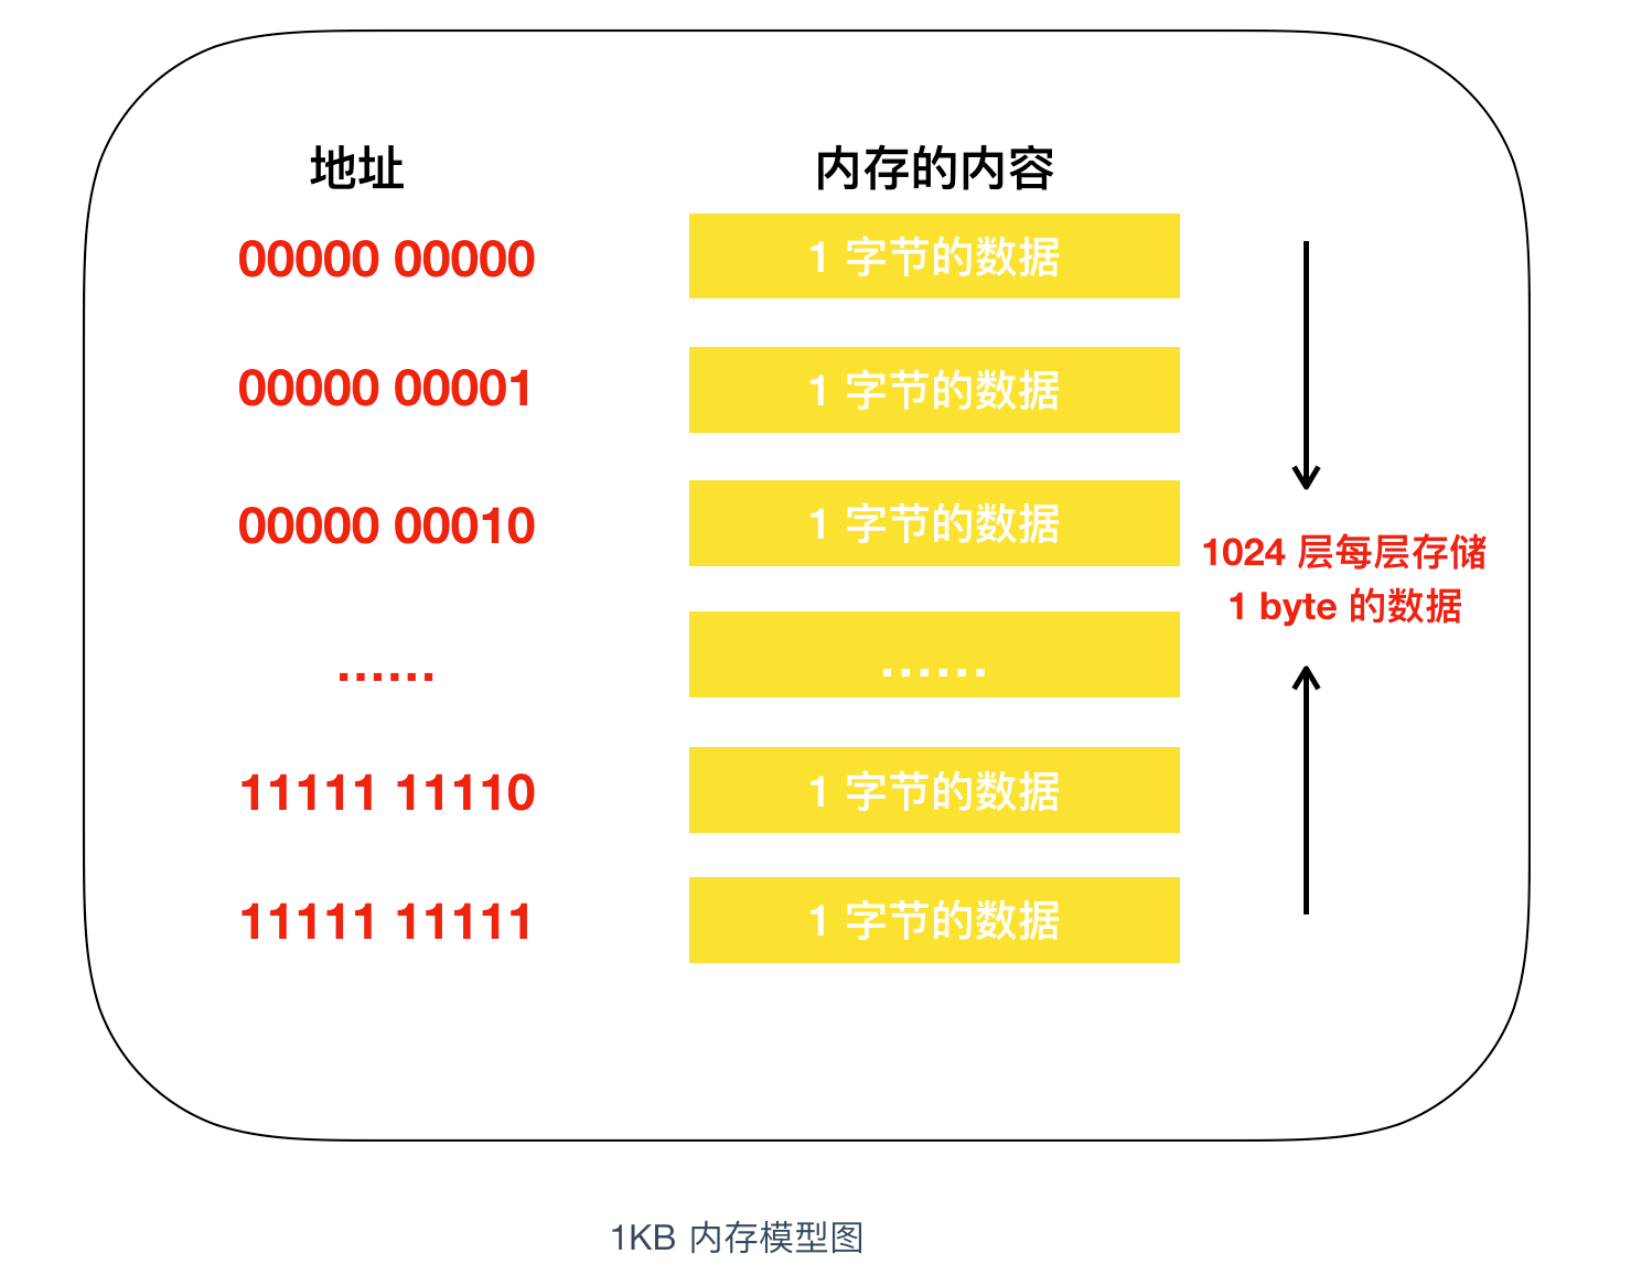 地址 内存的内容
00000 00000 1 字节的数据
00000 00001 1 字节的数据
00000 00010 1 字节的数据
1024 层每层存储
1 byte 的数据
...... ......
11111 11110 1 字节的数据
11111 11111 1 字节的数据
1KB 内存模型图